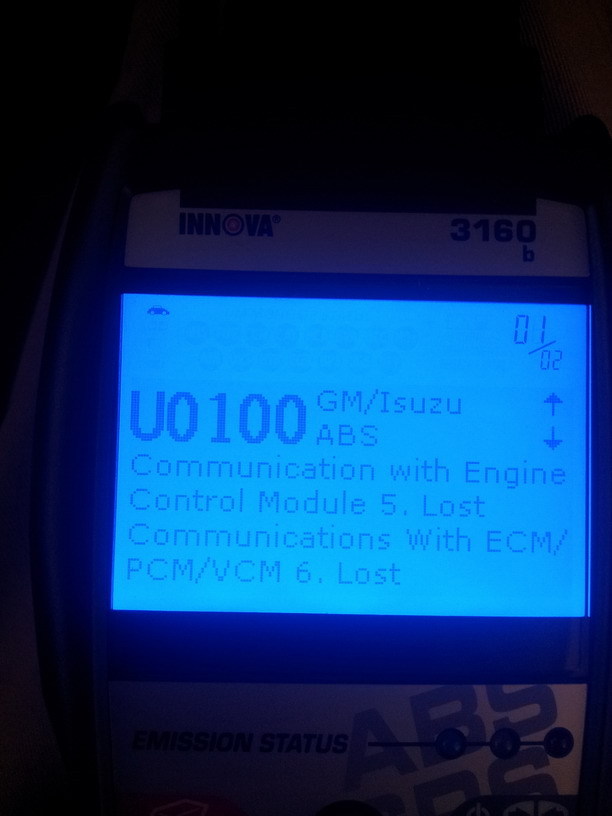 INNOVA®
3160
b
01/02
U0100 GM/Isuzu
ABS
Communication with Engine
Control Module 5. Lost
Communications With ECM/
PCM/VCM 6. Lost
EMISSION STATUS
ABS